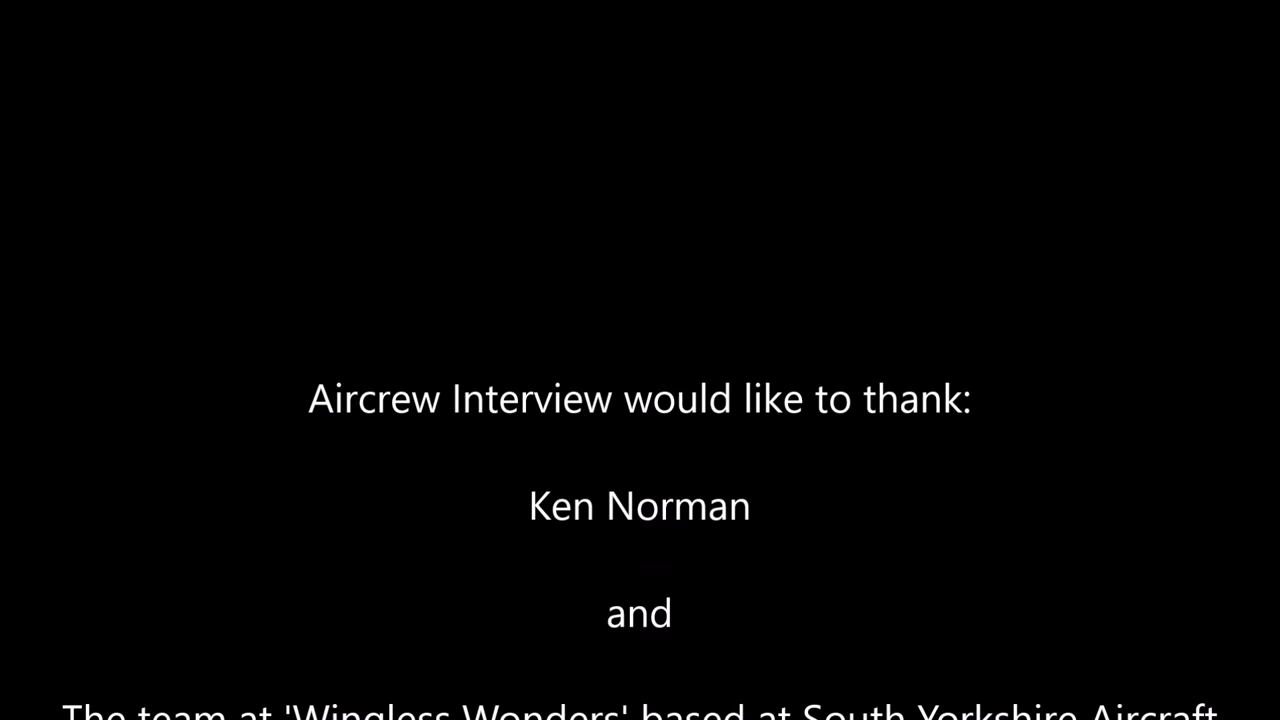 Aircrew Interview would like to thank:
Ken Norman
and
The team at 'Wingless Wonders' based at South Yorkshire Aircraft